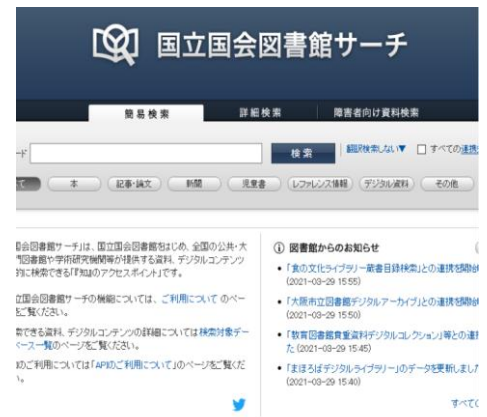 国立国会図書館サーチ
簡易検索 詳細検索 障害者向け資料検索
ード 検索 翻訳検索しない▼ すべての連携
て 本 記事・論文 新聞 児童書 レファレンス情報 デジタル資料 その他
国会図書館サーチ」は、国立国会図書館をはじめ、全国の公共・大
門図書館や学術研究機関等が提供する資料、デジタルコンテンツ
的に検索できる「『知』のアクセスポイント」です。
立国会図書館サーチの機能については、ご利用について のペー
をご覧ください。
索できる資料、デジタルコンテンツの詳細については検索対象デー
ベース一覧のページをご覧ください。
のご利用については「APIのご利用について」のページをご覧くだ
い。
図書館からのお知らせ
「食の文化ライブラリー蔵書目録検索」との連携を開始
(2021-03-29 15:55)
「大阪市立図書館デジタルアーカイブ」との連携を開始
(2021-03-29 15:50)
「教育図書館貴重資料デジタルコレクション」等との連
た (2021-03-29 15:45)
「まほろばデジタルライブラリー」のデータを更新しまし
(2021-03-29 15:40)
すべて